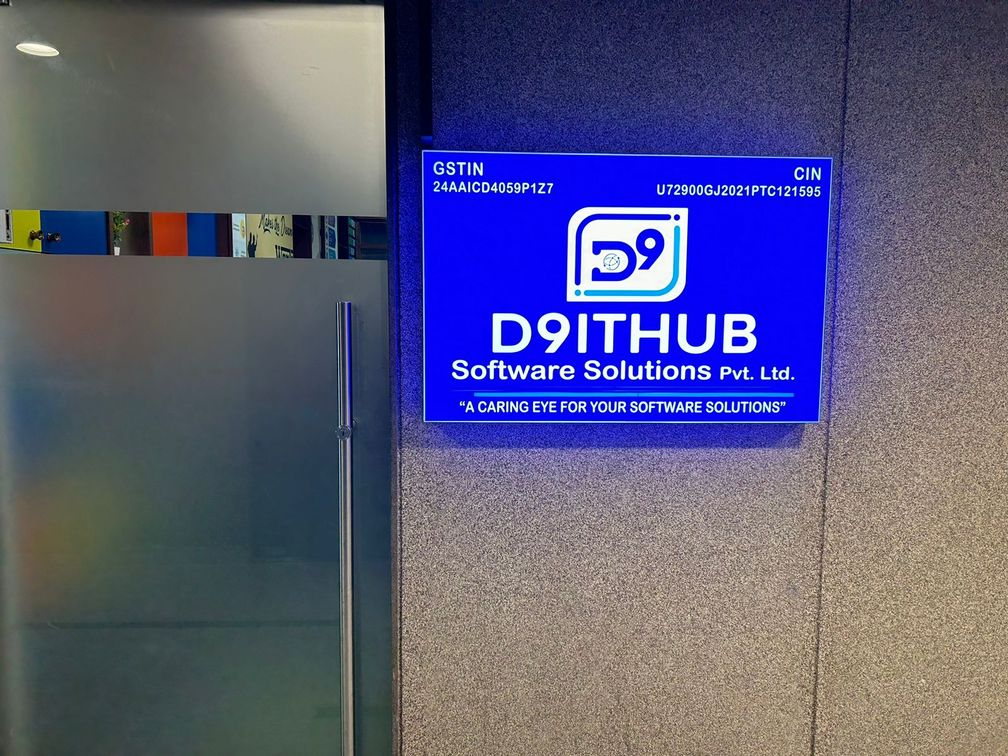 GSTIN
24AAICD4059P1Z7
CIN
U72900GJ2021PTC121595
D9
D9ITHUB
Software Solutions Pvt. Ltd.
“A CARING EYE FOR YOUR SOFTWARE SOLUTIONS”